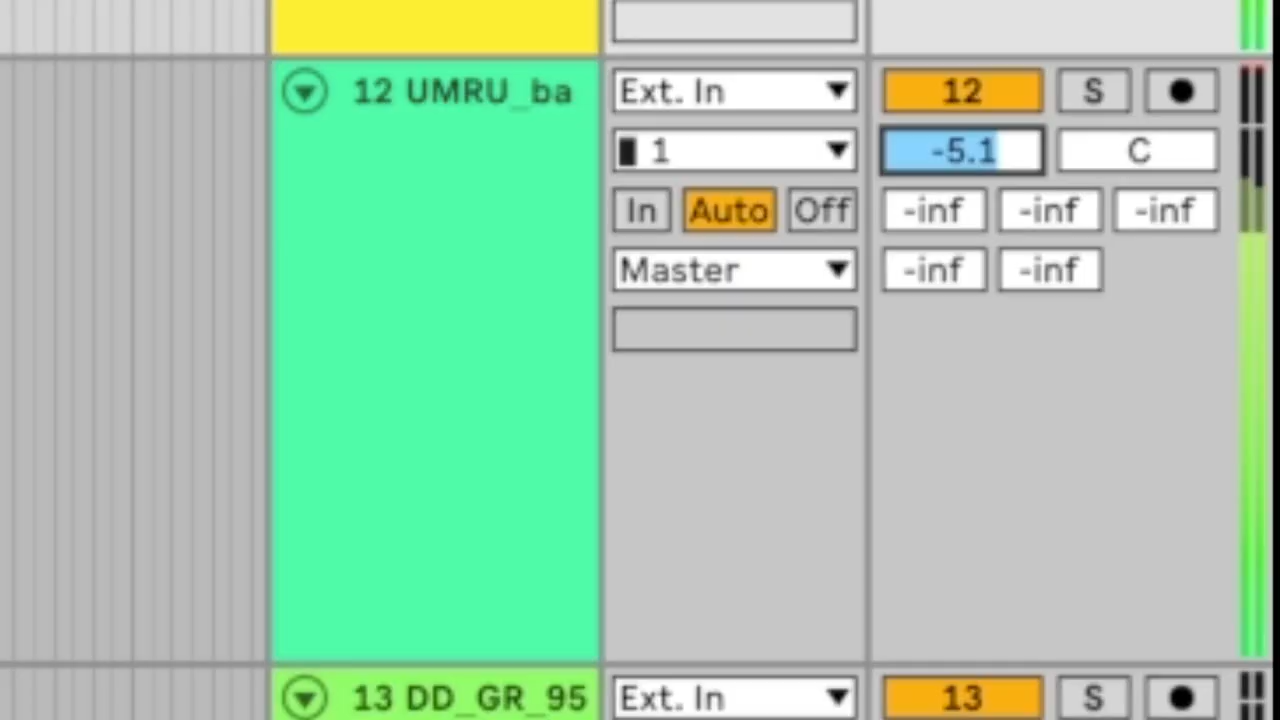 12 UMRU_ba Ext. In 12 S
1 -5.1 C
In Auto Off -inf -inf -inf
Master -inf -inf
13 DD_GR_95 Ext. In 13 S